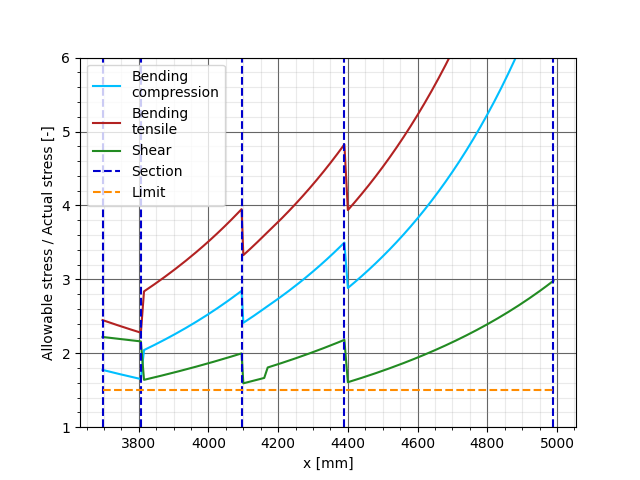 6
5
4
3
2
1
Allowable stress / Actual stress [-]
Bending
compression
Bending
tensile
Shear
Section
Limit
3800 4000 4200 4400 4600 4800 5000
x [mm]